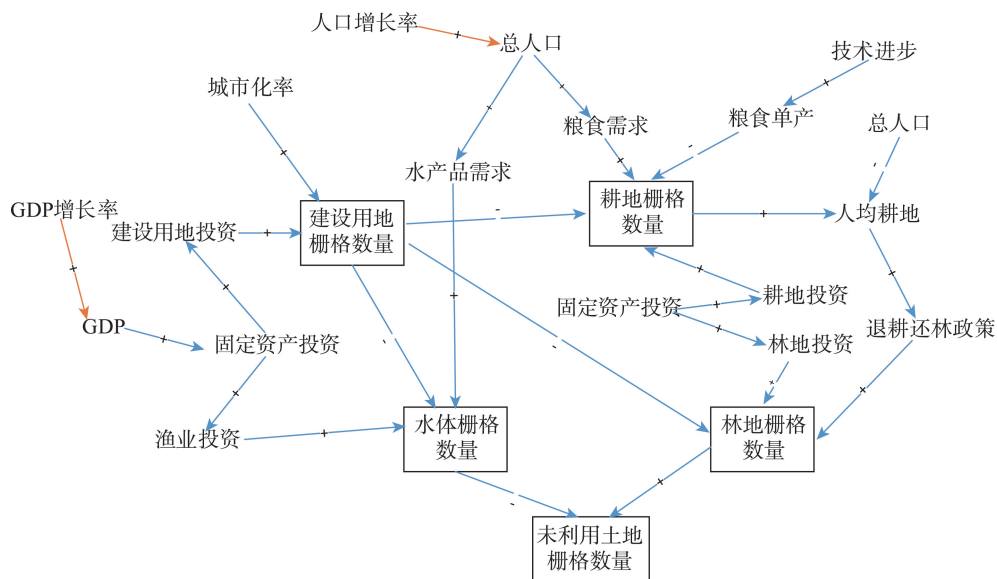 人口增长率
+
总人口
技术进步
城市化率
+
+
+
粮食需求
粮食单产
总人口
+
+
-
-
水产品需求
GDP增长率
建设用地投资
+
建设用地
栅格数量
-
耕地栅格
数量
+
人均耕地
+
+
+
+
+
固定资产投资
+
耕地投资
GDP
+
固定资产投资
-
-
+
林地投资
退耕还林政策
+
+
+
渔业投资
+
水体栅格
数量
林地栅格
数量
-
+
未利用土地
栅格数量